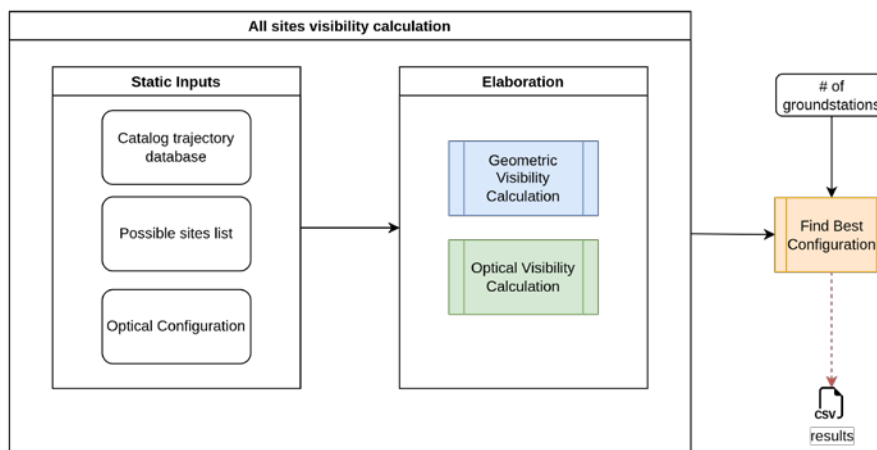 All sites visibility calculation
Static Inputs
Catalog trajectory
database
Possible sites list
Optical Configuration
Elaboration
Geometric
Visibility
Calculation
Optical Visibility
Calculation
# of
groundstations
Find Best
Configuration
CSV
results